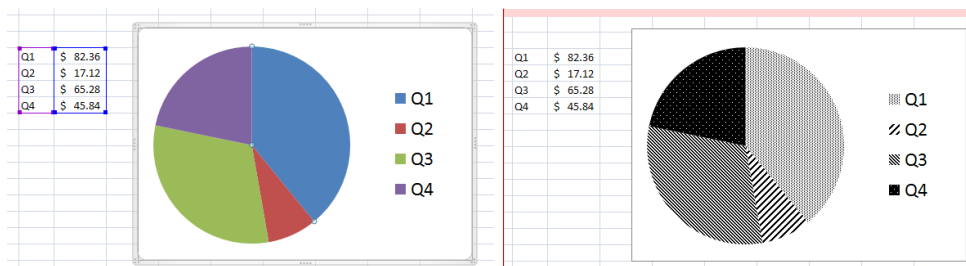 Q1 $ 82.36
Q2 $ 17.12
Q3 $ 65.28
Q4 $ 45.84
Q1
Q2
Q3
Q4
Q1 $ 82.36
Q2 $ 17.12
Q3 $ 65.28
Q4 $ 45.84
Q1
Q2
Q3
Q4